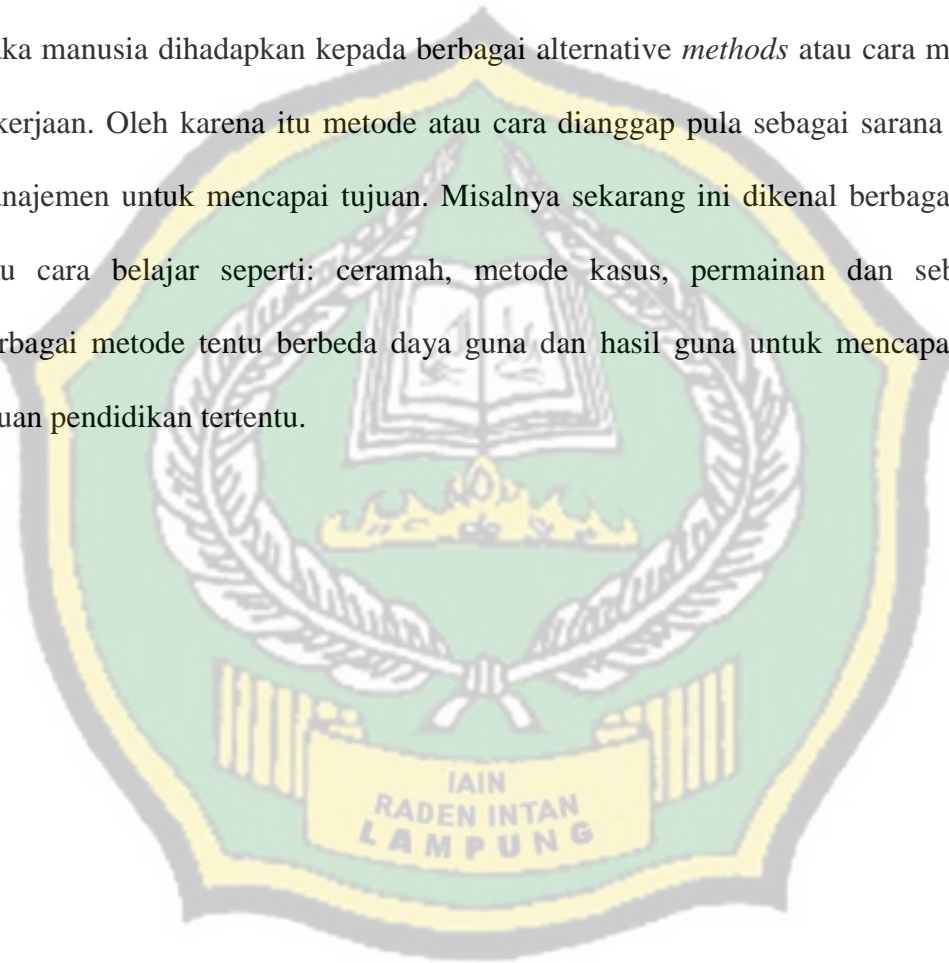 aka manusia dihadapkan kepada berbagai alternative methods atau cara m
kerjaan. Oleh karena itu metode atau cara dianggap pula sebagai sarana
najemen untuk mencapai tujuan. Misalnya sekarang ini dikenal berbaga
u cara belajar seperti: ceramah, metode kasus, permainan dan seb
rbagai metode tentu berbeda daya guna dan hasil guna untuk mencapa
uan pendidikan tertentu.
IAIN
RADEN INTAN
LAMPUNG